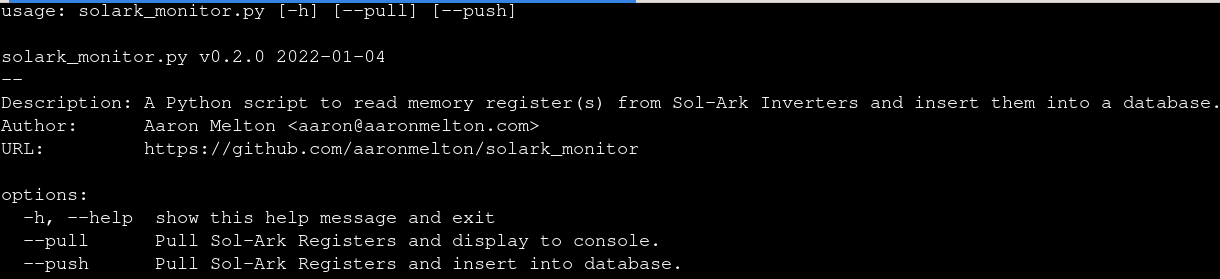 usage: solark_monitor.py [-h] [--pull] [--push]
solark_monitor.py v0.2.0 2022-01-04
--
Description: A Python script to read memory register(s) from Sol-Ark Inverters and insert them into a database.
Author: Aaron Melton <aaron@aaronmelton.com>
URL: https://github.com/aaronmelton/solark_monitor
options:
-h, --help show this help message and exit
--pull Pull Sol-Ark Registers and display to console.
--push Pull Sol-Ark Registers and insert into database.